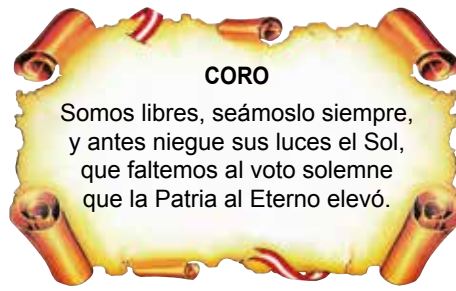 CORO
Somos libres, seámoslo siempre,
y antes niegue sus luces el Sol,
que faltemos al voto solemne
que la Patria al Eterno elevó.